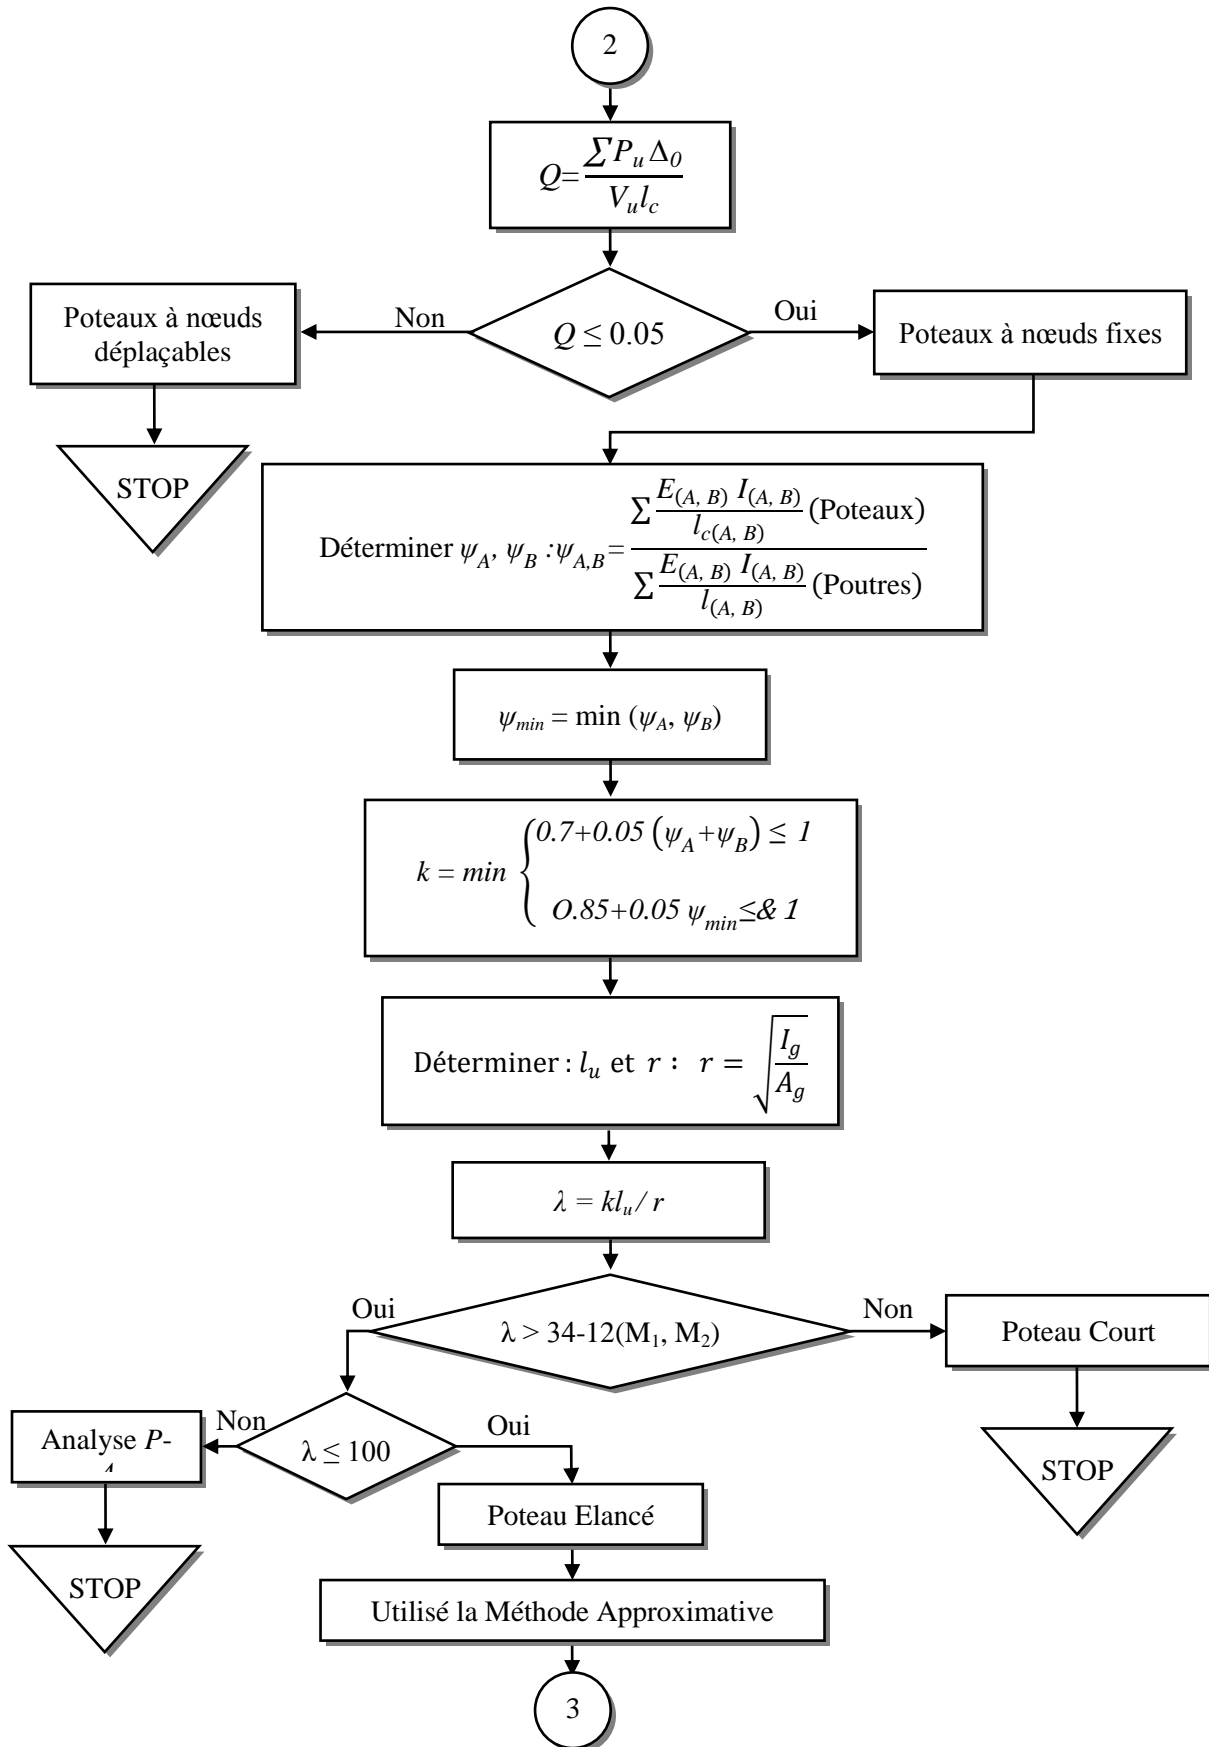 2
Q=ΣP_u Δ_0 / V_u l_c
Non
Oui
Q ≤ 0.05
Poteaux à nœuds
déplaçables
Poteaux à nœuds fixes
STOP
Déterminer ψ_A, ψ_B :ψ_A,B= Σ E_(A, B) I_(A, B) / l_c(A, B) (Poteaux) / Σ E_(A, B) I_(A, B) / l_(A, B) (Poutres)
ψ_min = min (ψ_A, ψ_B)
k = min { 0.7+0.05 (ψ_A+ψ_B) ≤ 1
O.85+0.05 ψ_min ≤& 1
Déterminer : l_u et r : r = √(I_g / A_g)
λ = kl_u / r
Oui
Non
λ > 34-12(M_1, M_2)
Poteau Court
Non
Oui
Analyse P-
λ ≤ 100
STOP
Poteau Elancé
STOP
Utilisé la Méthode Approximative
3